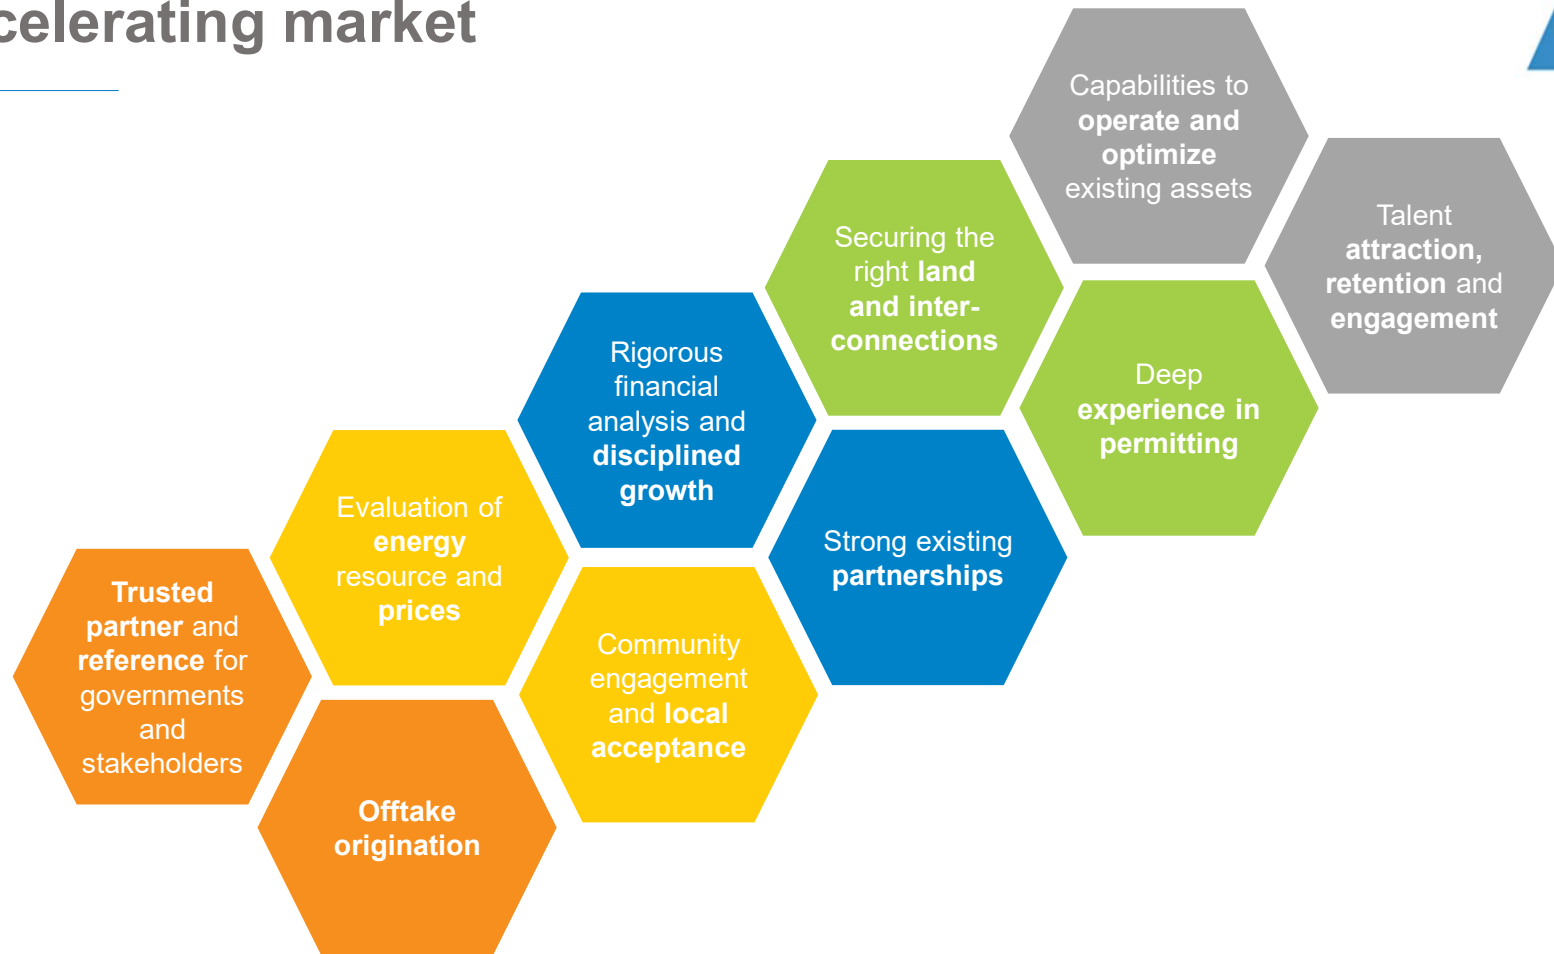 celerating market
Capabilities to
operate and
optimize
existing assets
Talent
attraction,
retention and
engagement
Securing the
right land
and inter-
connections
Deep
experience in
permitting
Rigorous
financial
analysis and
disciplined
growth
Strong existing
partnerships
Evaluation of
energy
resource and
prices
Community
engagement
and local
acceptance
Trusted
partner and
reference for
governments
and
stakeholders
Offtake
origination